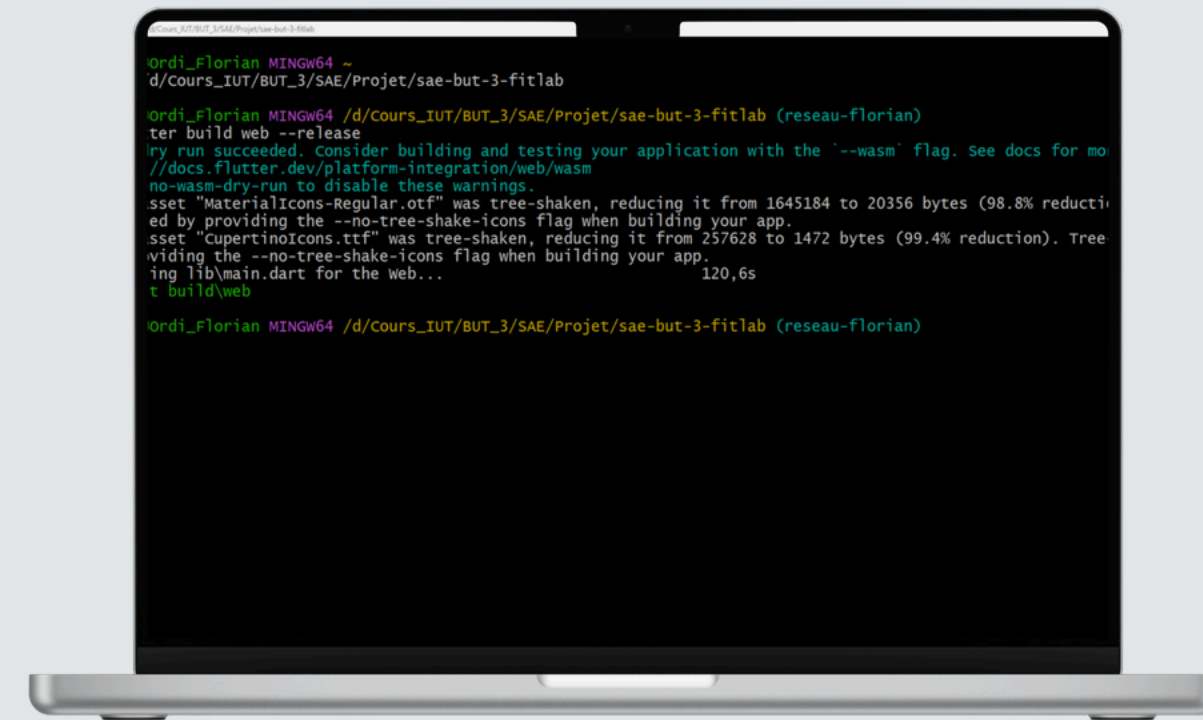 d/Cours_IUT/BUT_3/SAE/Projet/sae-but-3-fitlab
Ordi_Florian MINGW64 ~
d/Cours_IUT/BUT_3/SAE/Projet/sae-but-3-fitlab
Ordi_Florian MINGW64 /d/Cours_IUT/BUT_3/SAE/Projet/sae-but-3-fitlab (reseau-florian)
ter build web --release
ry run succeeded. Consider building and testing your application with the `--wasm` flag. See docs for mo
//docs.flutter.dev/platform-integration/web/wasm
no-wasm-dry-run to disable these warnings.
sset "MaterialIcons-Regular.otf" was tree-shaken, reducing it from 1645184 to 20356 bytes (98.8% reducti
ed by providing the --no-tree-shake-icons flag when building your app.
sset "CupertinoIcons.ttf" was tree-shaken, reducing it from 257628 to 1472 bytes (99.4% reduction). Tree-
viding the --no-tree-shake-icons flag when building your app.
ing lib\main.dart for the Web... 120,6s
t build\web
Ordi_Florian MINGW64 /d/Cours_IUT/BUT_3/SAE/Projet/sae-but-3-fitlab (reseau-florian)